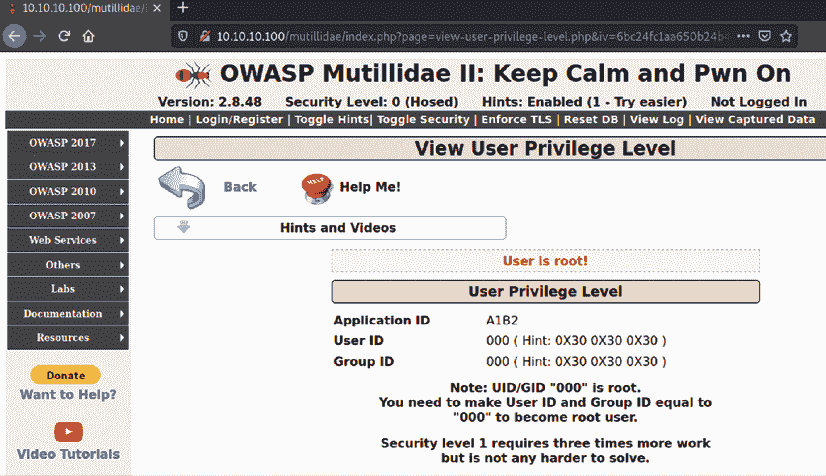 10.10.10.100/mutillidae/i
10.10.10.100/mutillidae/index.php?page=view-user-privilege-level.php&iv=6bc24fc1aa650b24b
OWASP Mutillidae II: Keep Calm and Pwn On
Version: 2.8.48 Security Level: 0 (Hosed) Hints: Enabled (1 - Try easier) Not Logged In
Home | Login/Register | Toggle Hints| Toggle Security | Enforce TLS | Reset DB | View Log | View Captured Data
OWASP 2017
OWASP 2013
OWASP 2010
OWASP 2007
Web Services
Others
Labs
Documentation
Resources
Donate
Want to Help?
Video Tutorials
View User Privilege Level
Back
HELP
Help Me!
Hints and Videos
User is root!
User Privilege Level
Application ID A1B2
User ID 000 ( Hint: 0X30 0X30 0X30 )
Group ID 000 ( Hint: 0X30 0X30 0X30 )
Note: UID/GID "000" is root.
You need to make User ID and Group ID equal to
"000" to become root user.
Security level 1 requires three times more work
but is not any harder to solve.